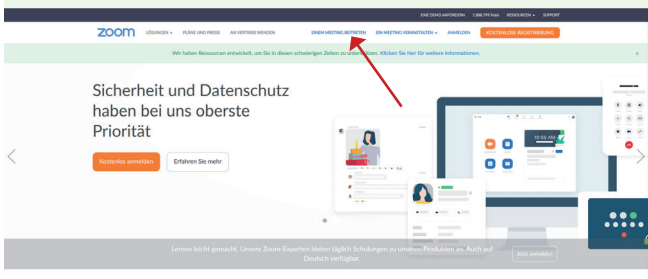 EINE DEMO ANFORDERN 1.888.799.9666 RESSOURCEN SUPPORT
zoom LÖSUNGEN PLÄNE UND PREISE AN VERTRIEB WENDEN EINEM MEETING BEITRETEN EIN MEETING VERANSTALTEN ANMELDEN KOSTENLOSE REGISTRIERUNG
Wir haben Ressourcen entwickelt, um Sie in diesen schwierigen Zeiten zu unterstützen. Klicken Sie hier für weitere Informationen. ×
Sicherheit und Datenschutz
haben bei uns oberste
Priorität
Kostenlos anmelden Erfahren Sie mehr
10:55 AM
Lernen leicht gemacht. Unsere Zoom-Experten bieten täglich Schulungen zu unseren Produkten an. Auch auf
Deutsch verfügbar.
Jetzt anmelden